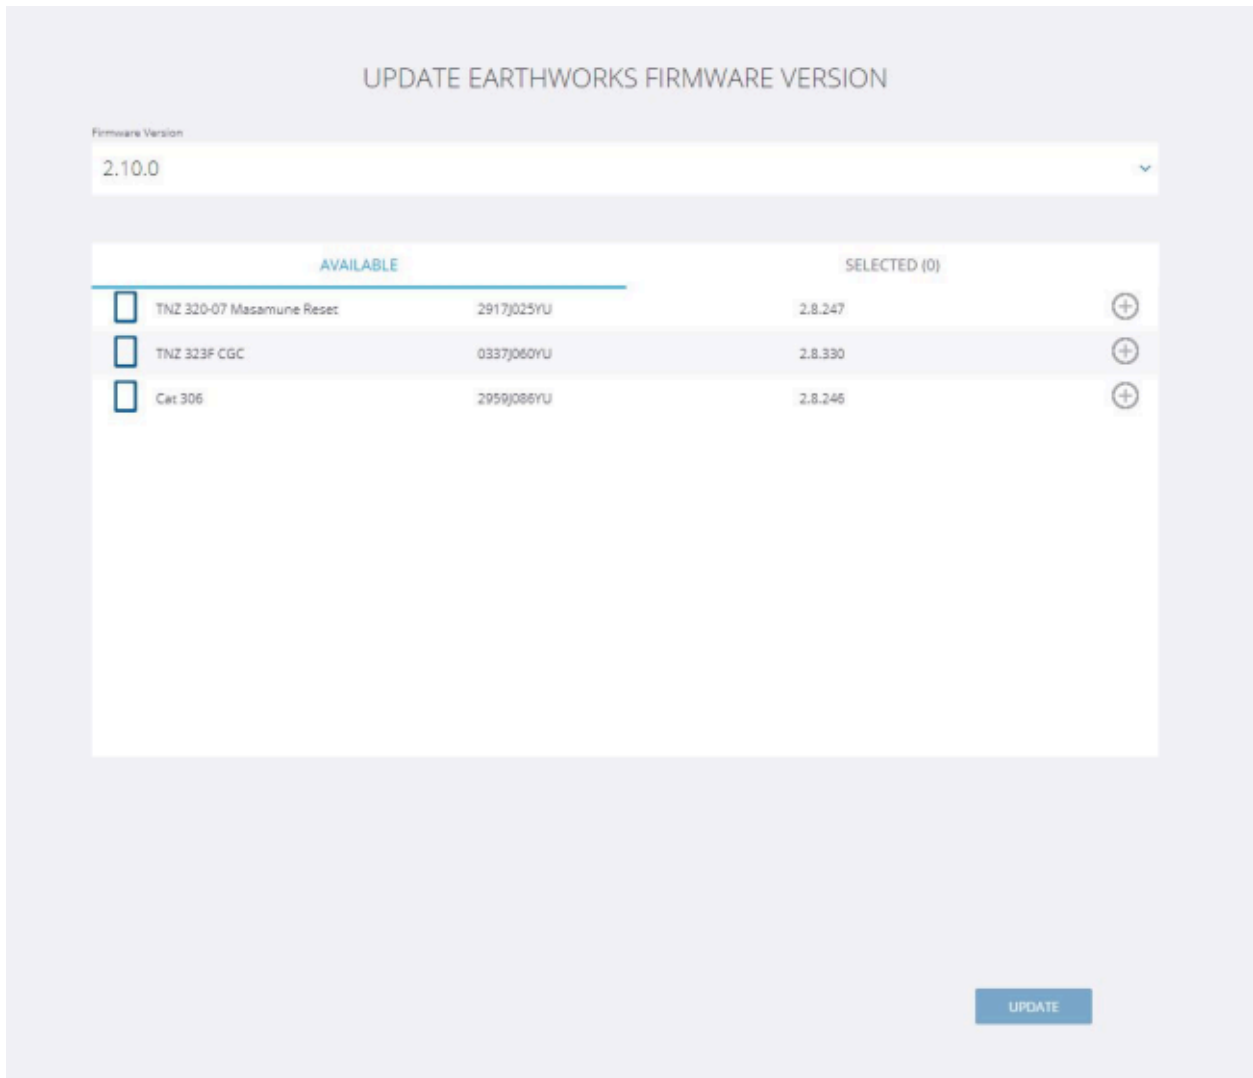 UPDATE EARTHWORKS FIRMWARE VERSION
Firmware Version
2.10.0
AVAILABLE SELECTED (0)
TNZ 320-07 Masamune Reset 2917J025YU 2.8.247
TNZ 323F CGC 0337J060YU 2.8.330
Cat 306 2959J086YU 2.8.246
UPDATE